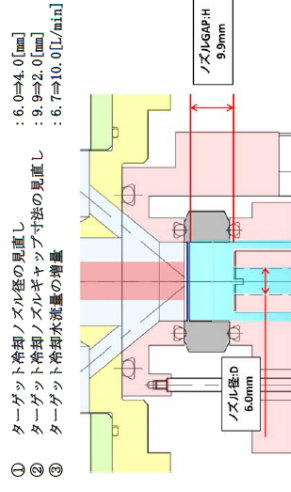 ① ターゲット冷却ノズル径の見直し : 6.0⇒4.0[mm]
② ターゲット冷却ノズルギャップ寸法の見直し : 9.9⇒2.0[mm]
③ ターゲット冷却水流量の増量 : 6.7⇒10.0[L/min]
ノズルGAP:H
9.9mm
ノズル径:D
6.0mm